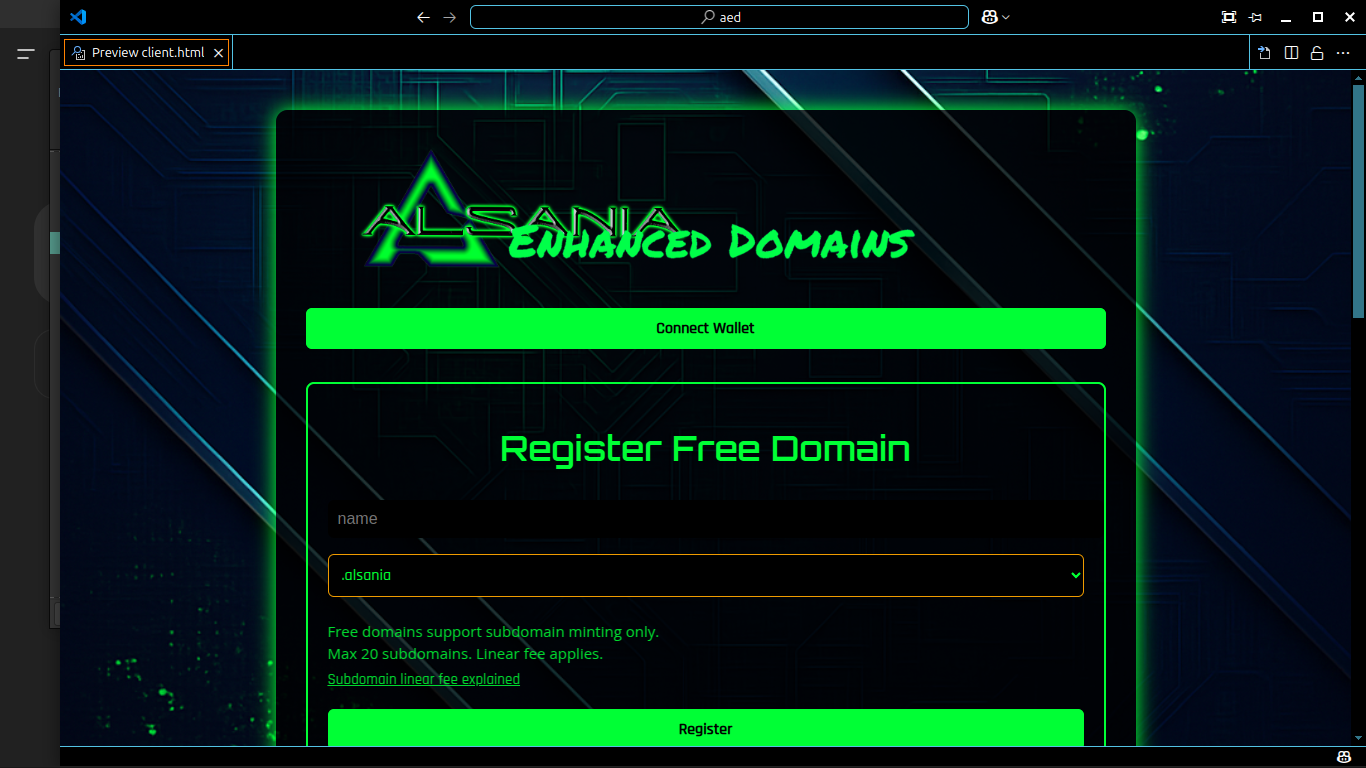 aed
Preview client.html
ALSANIA
Enhanced Domains
Connect Wallet
Register Free Domain
name
.alsania
Free domains support subdomain minting only.
Max 20 subdomains. Linear fee applies.
Subdomain linear fee explained
Register